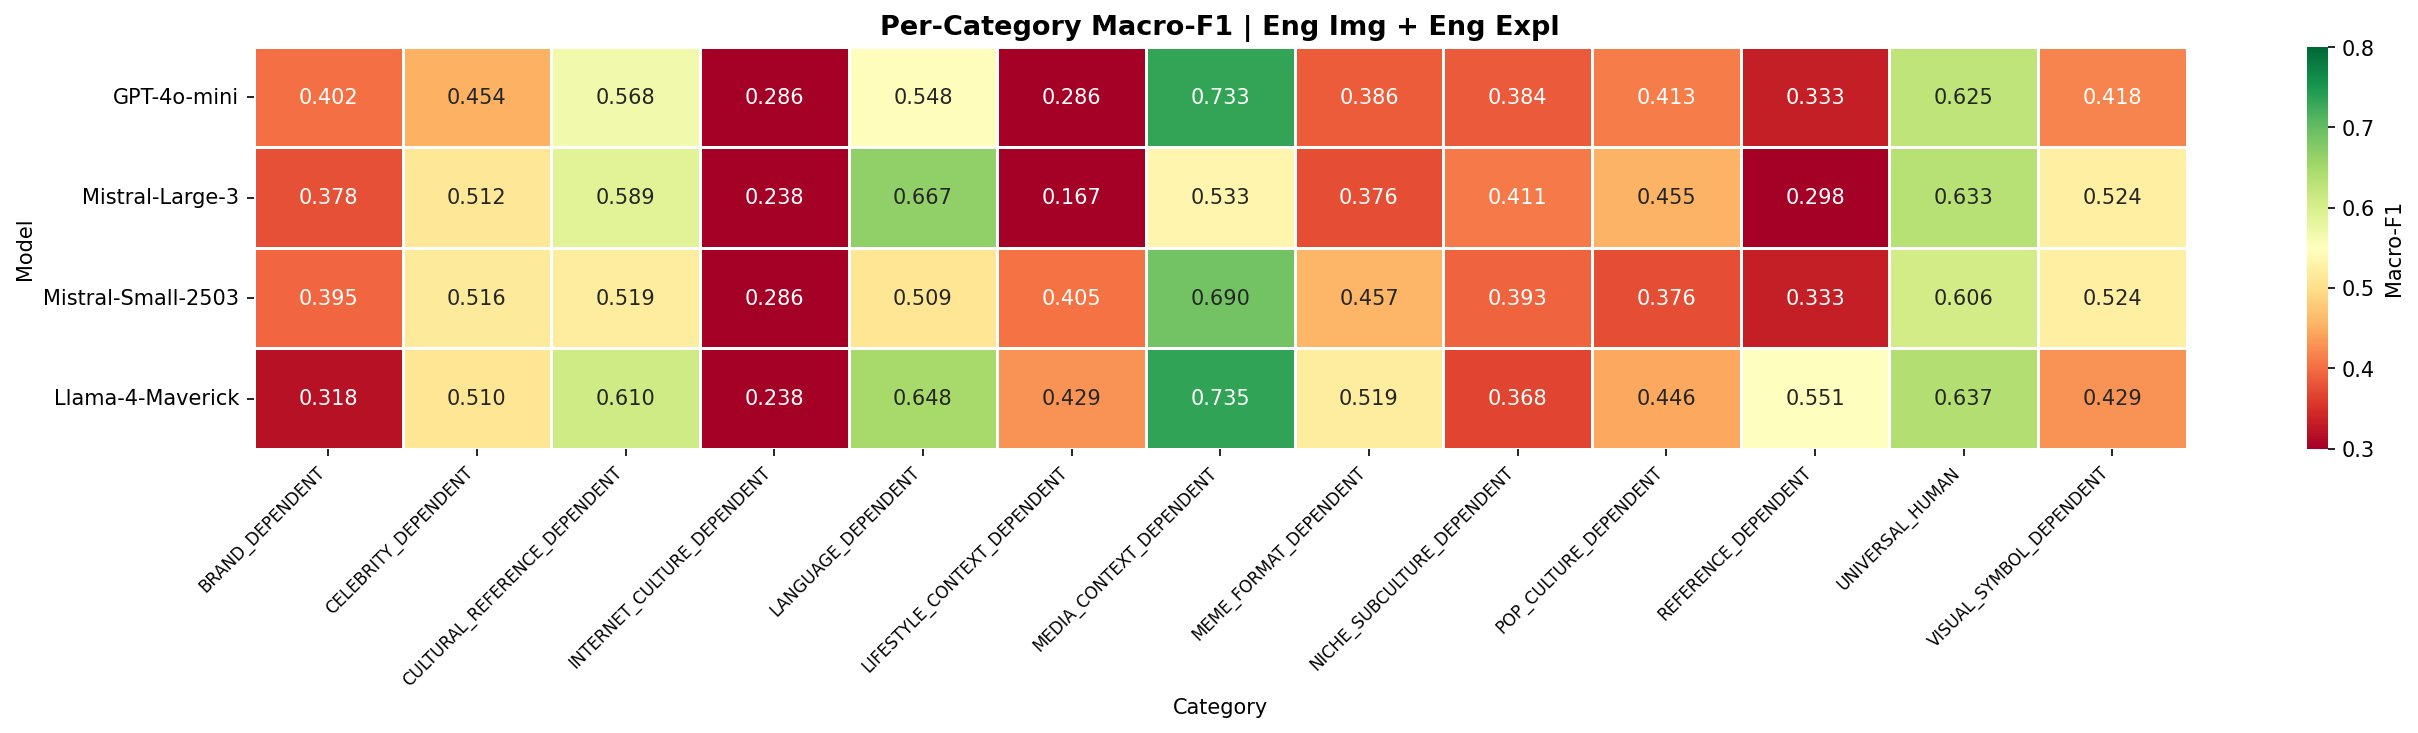 Per-Category Macro-F1 | Eng Img + Eng Expl
Model
GPT-4o-mini 0.402 0.454 0.568 0.286 0.548 0.286 0.733 0.386 0.384 0.413 0.333 0.625 0.418
Mistral-Large-3 0.378 0.512 0.589 0.238 0.667 0.167 0.533 0.376 0.411 0.455 0.298 0.633 0.524
Mistral-Small-2503 0.395 0.516 0.519 0.286 0.509 0.405 0.690 0.457 0.393 0.376 0.333 0.606 0.524
Llama-4-Maverick 0.318 0.510 0.610 0.238 0.648 0.429 0.735 0.519 0.368 0.446 0.551 0.637 0.429
BRAND_DEPENDENT
CELEBRITY_DEPENDENT
CULTURAL_REFERENCE_DEPENDENT
INTERNET_CULTURE_DEPENDENT
LANGUAGE_DEPENDENT
LIFESTYLE_CONTEXT_DEPENDENT
MEDIA_CONTEXT_DEPENDENT
MEME_FORMAT_DEPENDENT
NICHE_SUBCULTURE_DEPENDENT
POP_CULTURE_DEPENDENT
REFERENCE_DEPENDENT
UNIVERSAL_HUMAN
VISUAL_SYMBOL_DEPENDENT
Category
0.8
0.7
0.6
0.5
0.4
0.3
Macro-F1